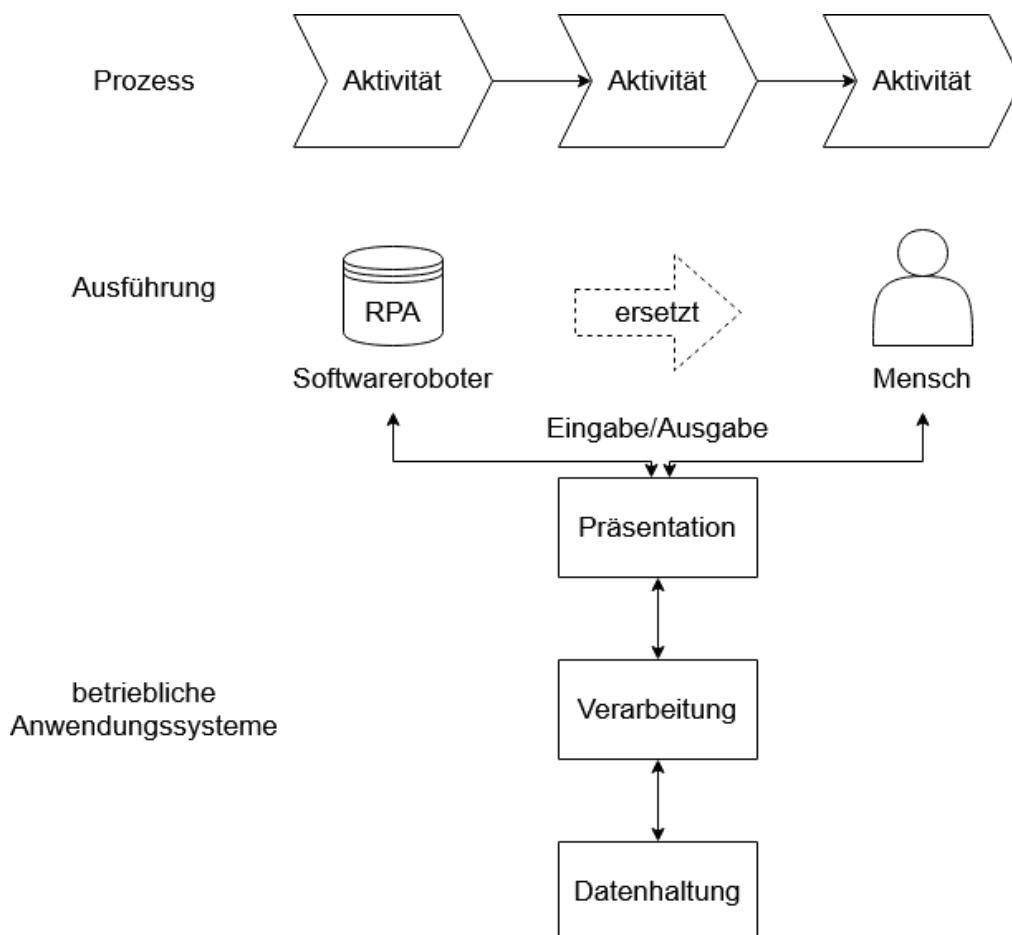 Prozess
Aktivität
Aktivität
Aktivität
Ausführung
RPA
ersetzt
Softwareroboter
Mensch
Eingabe/Ausgabe
Präsentation
betriebliche
Anwendungssysteme
Verarbeitung
Datenhaltung